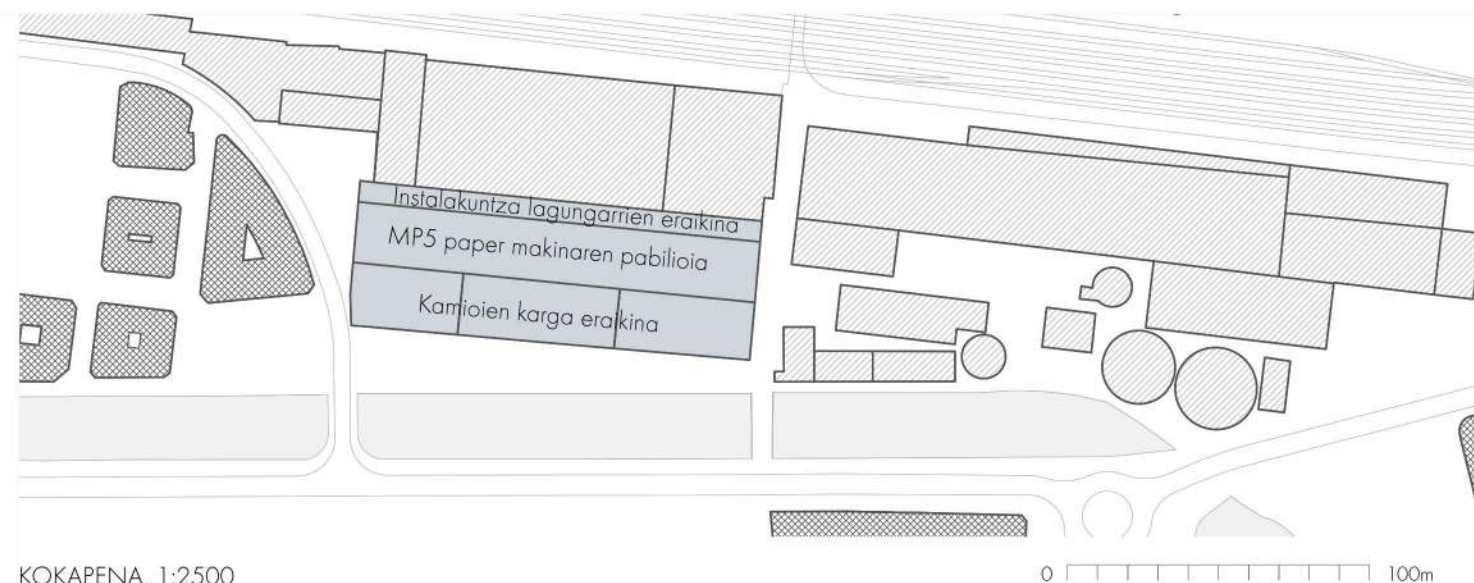 Instalakuntza lagungarrien eraikina
MP5 paper makinaren pabilioia
Kamioien karga eraikina
KOKAPENA. 1:2500
0 100m